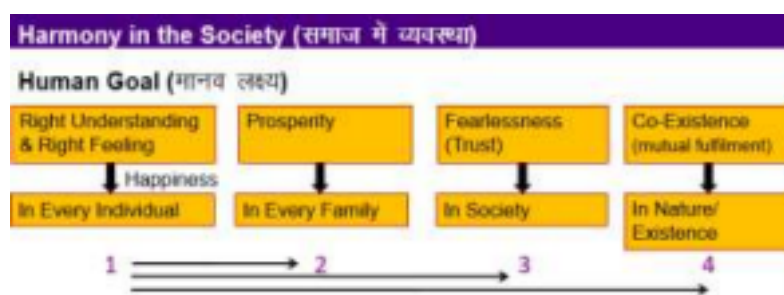 Harmony in the Society (समाज में व्यवस्था)
Human Goal (मानव लक्ष्य)
Right Understanding
& Right Feeling
Prosperity
Fearlessness
(Trust)
Co-Existence
(mutual fulfilment)
Happiness
In Every Individual
In Every Family
In Society
In Nature/
Existence
1 2 3 4